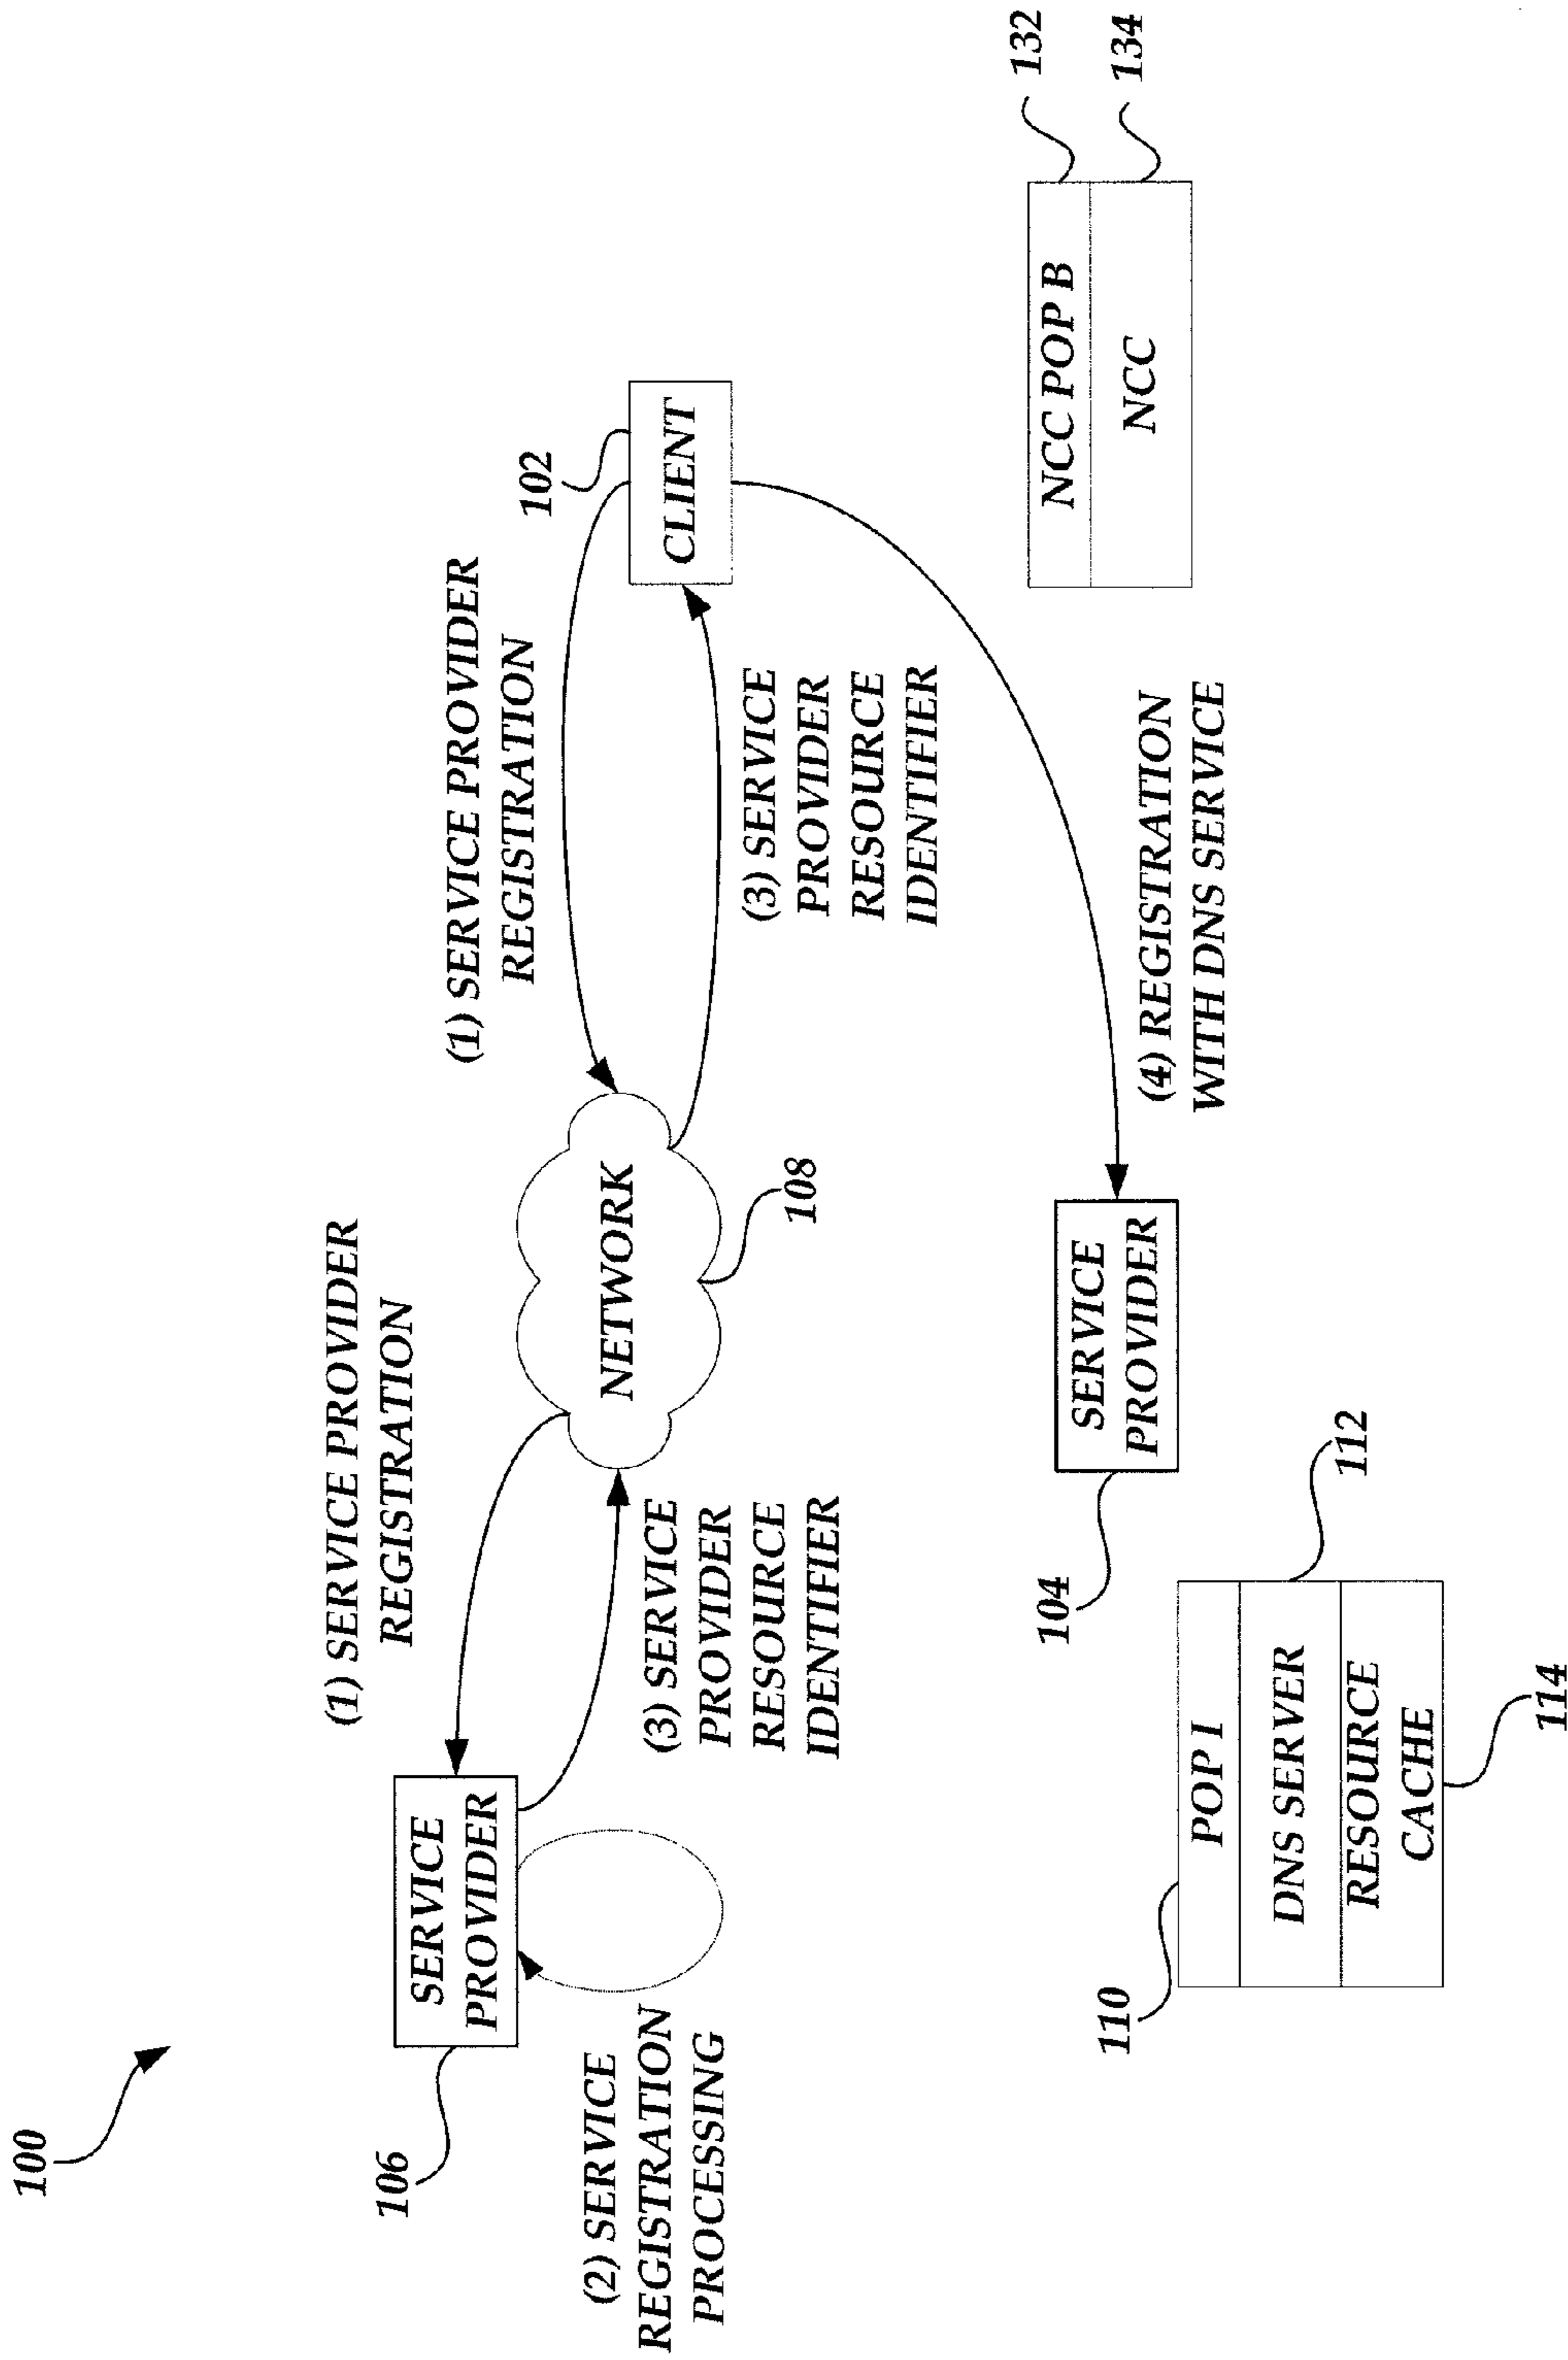 100
(1) SERVICE PROVIDER
REGISTRATION
(1) SERVICE PROVIDER
REGISTRATION
106
SERVICE
PROVIDER
NETWORK
108
102
CLIENT
(2) SERVICE
REGISTRATION
PROCESSING
(3) SERVICE
PROVIDER
RESOURCE
IDENTIFIER
(3) SERVICE
PROVIDER
RESOURCE
IDENTIFIER
104
SERVICE
PROVIDER
(4) REGISTRATION
WITH DNS SERVICE
110
POP I
DNS SERVER
RESOURCE
CACHE
112
114
NCC POP B
NCC
132
134